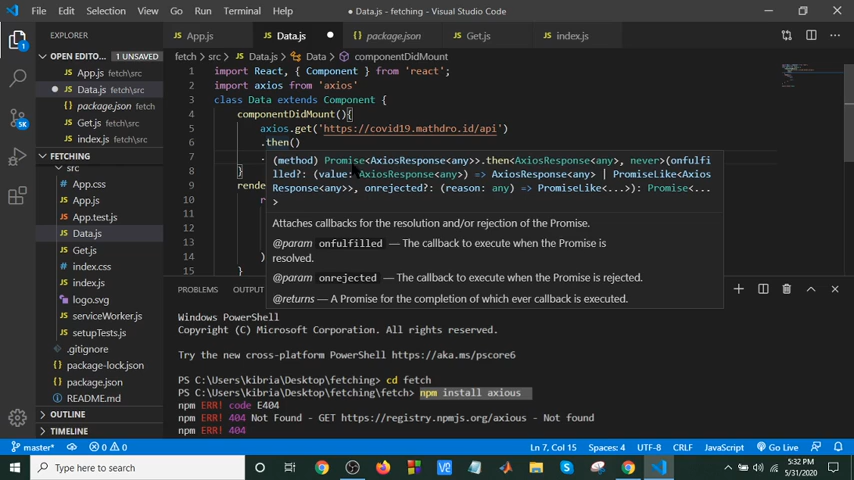 File Edit Selection View Go Run Terminal Help
● Data.js - fetching - Visual Studio Code
EXPLORER
JS App.js
JS Data.js ●
package.json
JS Get.js
JS index.js
OPEN EDITO... 1 UNSAVED
JS App.js fetch\src
● JS Data.js fetch\src
package.json
JS Get.js fetch\src
JS index.js fetch\src
FETCHING
src
App.css
JS App.js
JS App.test.js
JS Data.js
JS Get.js
index.css
JS index.js
logo.svg
JS serviceWorker.js
JS setupTests.js
.gitignore
package-lock.json
package.json
README.md
OUTLINE
TIMELINE
fetch > src > JS Data.js > Data > componentDidMount
1 import React, { Component } from 'react';
2 import axios from 'axios'
3 class Data extends Component {
4 componentDidMount(){
5 axios.get('https://covid19.mathdro.id/api')
6 .then()
7 .
8 }
9 rende
10 r
11
12
13
14 )
15 }
(method) Promise<AxiosResponse<any>>.then<AxiosResponse<any>, never>(onfulfi
lled?: (value: AxiosResponse<any>) => AxiosResponse<any> | PromiseLike<Axios
Response<any>>, onrejected?: (reason: any) => PromiseLike<...>): Promise<...
>
Attaches callbacks for the resolution and/or rejection of the Promise.
@param onfulfilled — The callback to execute when the Promise is
resolved.
@param onrejected — The callback to execute when the Promise is rejected.
@returns — A Promise for the completion of which ever callback is executed.
PROBLEMS OUTPUT
Windows PowerShell
Copyright (C) Microsoft Corporation. All rights reserved.
Try the new cross-platform PowerShell https://aka.ms/pscore6
PS C:\Users\kibria\Desktop\fetching> cd fetch
PS C:\Users\kibria\Desktop\fetching\fetch> npm install axious
npm ERR! code E404
npm ERR! 404 Not Found - GET https://registry.npmjs.org/axious - Not found
npm ERR! 404
master* 0 0 Ln 7, Col 15 Spaces: 4 UTF-8 CRLF JavaScript Go Live
Type here to search
5:32 PM
5/31/2020